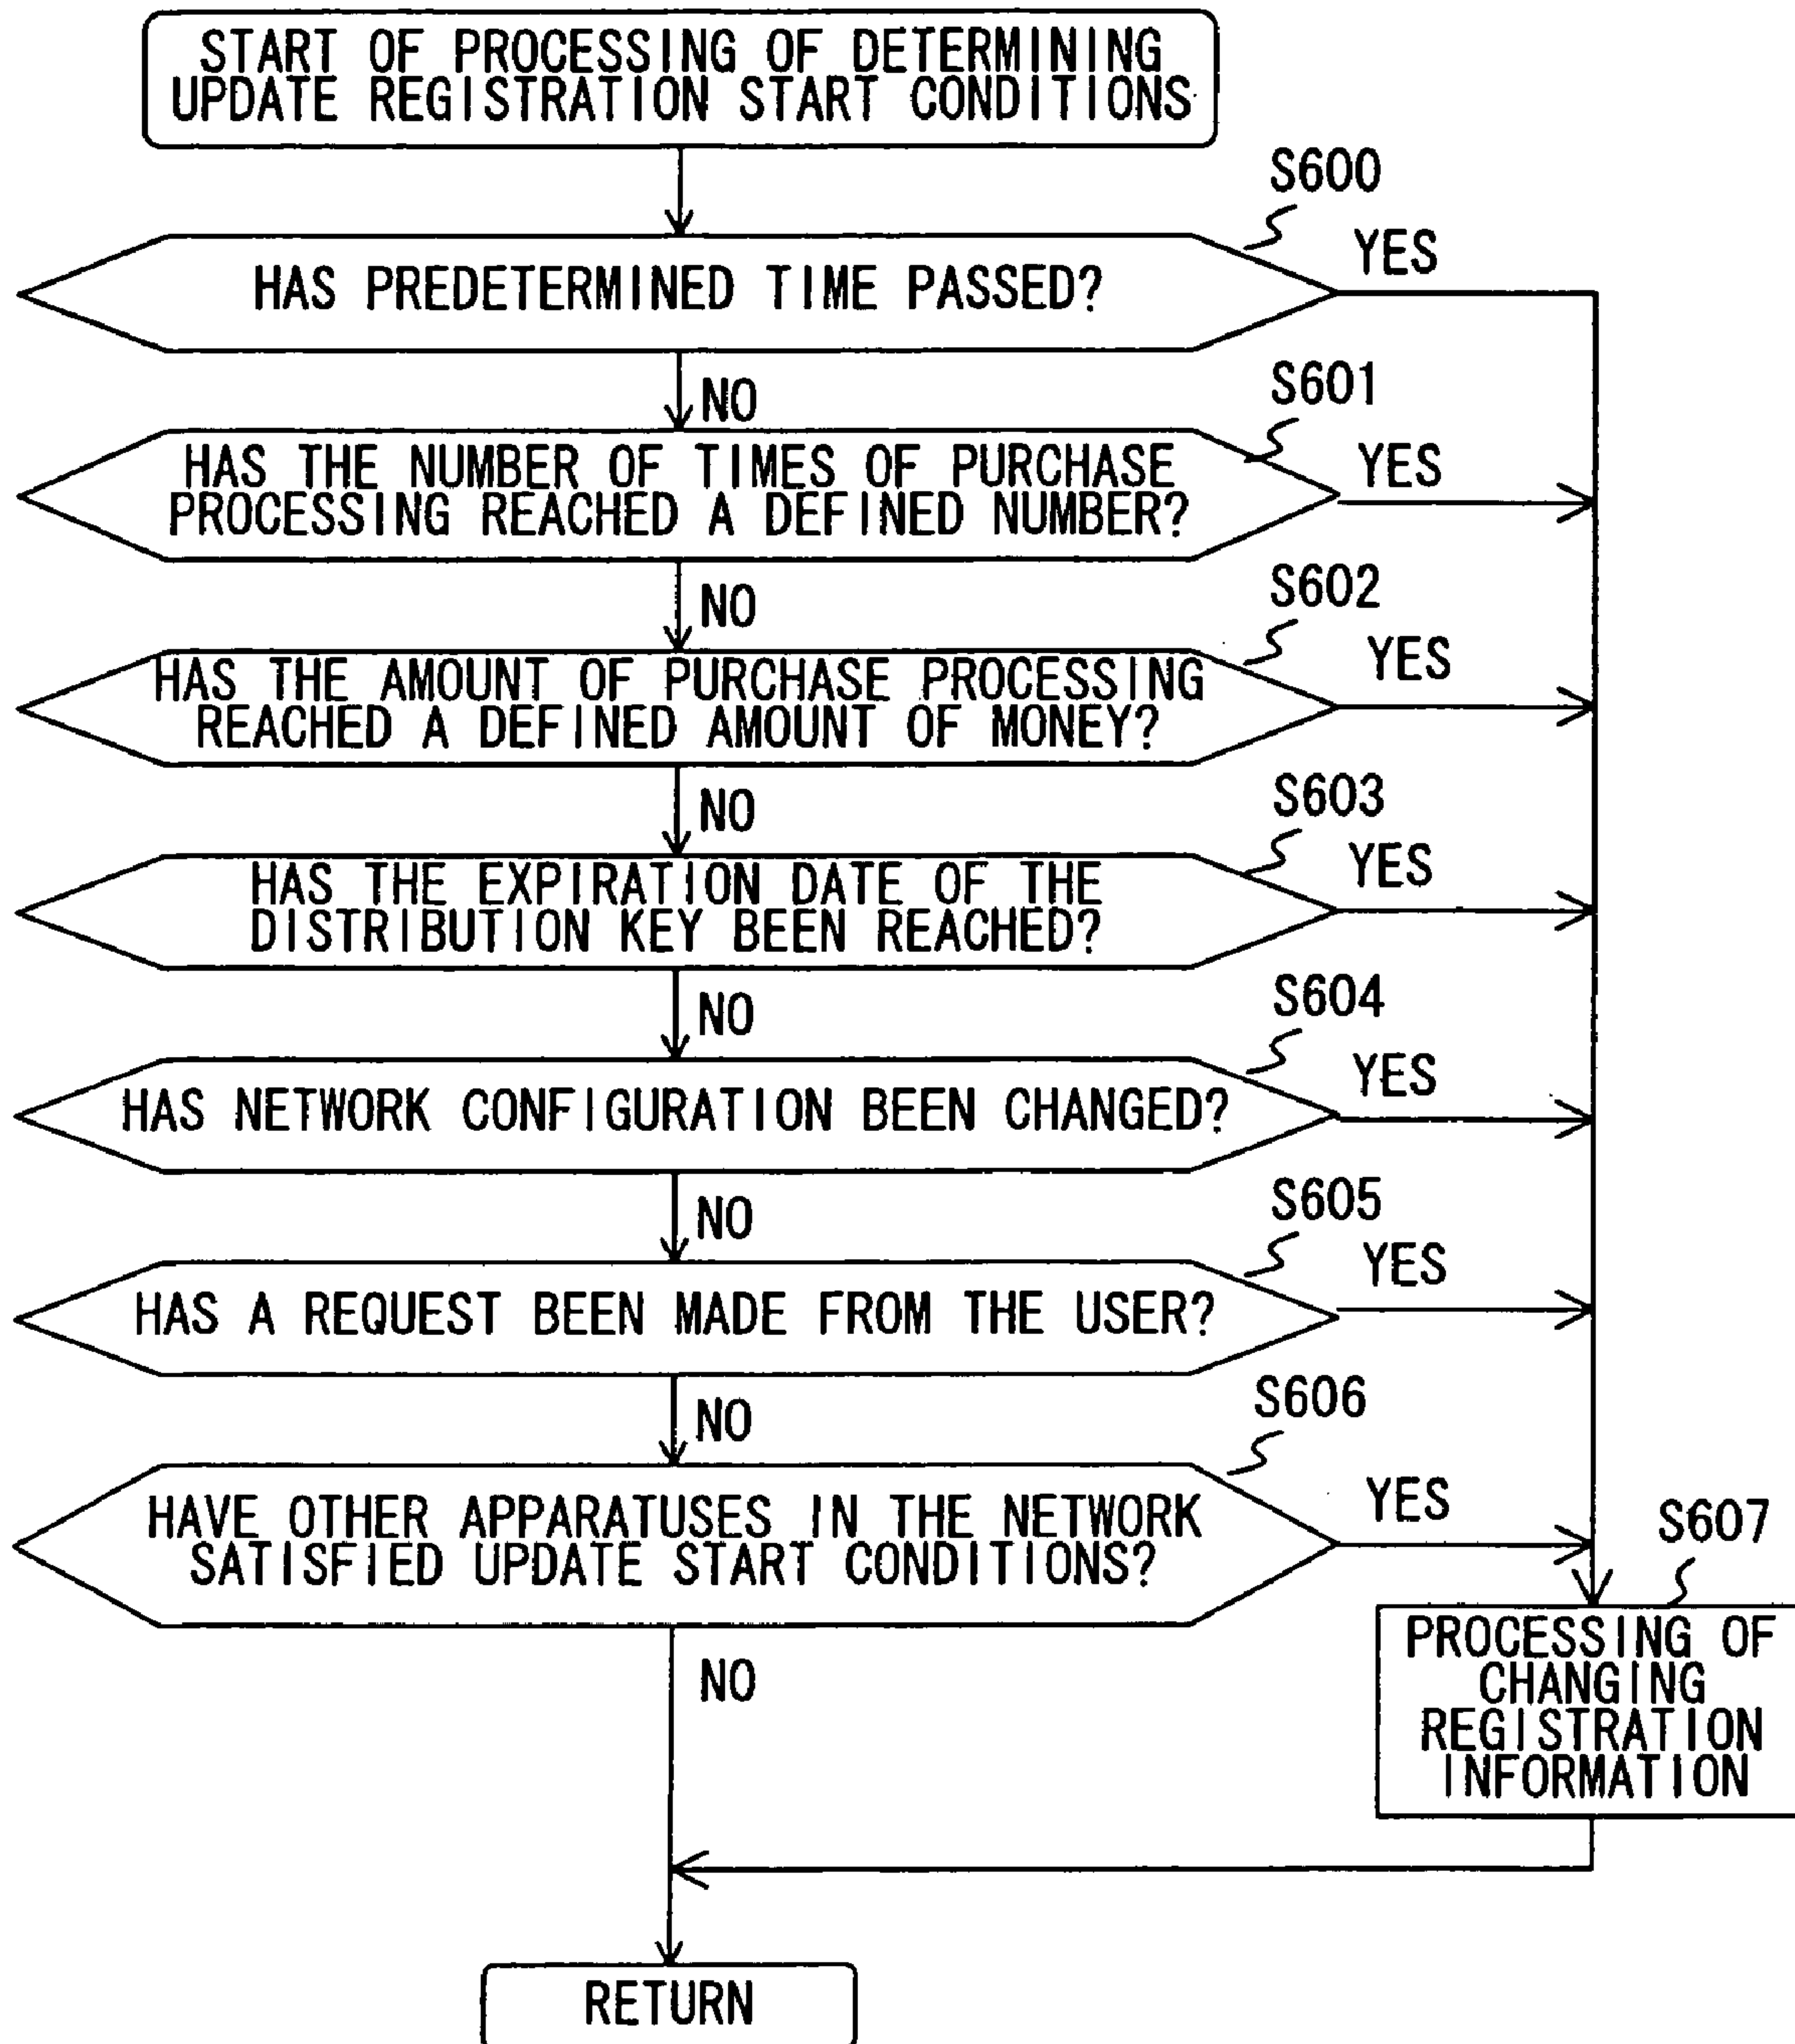 START OF PROCESSING OF DETERMINING
UPDATE REGISTRATION START CONDITIONS
S600
HAS PREDETERMINED TIME PASSED?
YES
NO
S601
HAS THE NUMBER OF TIMES OF PURCHASE
PROCESSING REACHED A DEFINED NUMBER?
YES
NO
S602
HAS THE AMOUNT OF PURCHASE PROCESSING
REACHED A DEFINED AMOUNT OF MONEY?
YES
NO
S603
HAS THE EXPIRATION DATE OF THE
DISTRIBUTION KEY BEEN REACHED?
YES
NO
S604
HAS NETWORK CONFIGURATION BEEN CHANGED?
YES
NO
S605
HAS A REQUEST BEEN MADE FROM THE USER?
YES
NO
S606
HAVE OTHER APPARATUSES IN THE NETWORK
SATISFIED UPDATE START CONDITIONS?
YES
NO
S607
PROCESSING OF
CHANGING
REGISTRATION
INFORMATION
RETURN